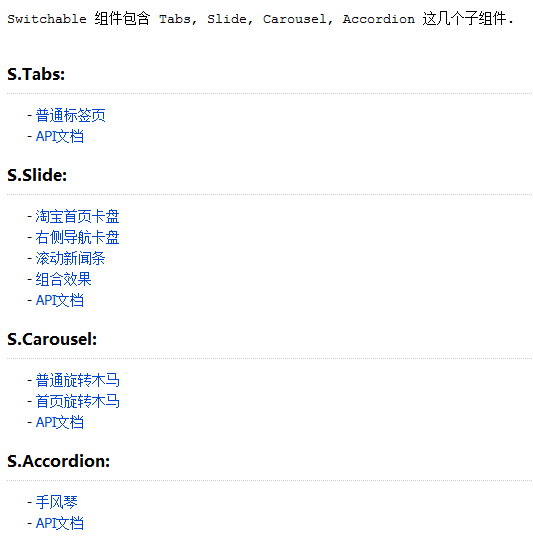 Switchable 组件包含 Tabs, Slide, Carousel, Accordion 这几个子组件.
S.Tabs:
- 普通标签页
- API文档
S.Slide:
- 淘宝首页卡盘
- 右侧导航卡盘
- 滚动新闻条
- 组合效果
- API文档
S.Carousel:
- 普通旋转木马
- 首页旋转木马
- API文档
S.Accordion:
- 手风琴
- API文档